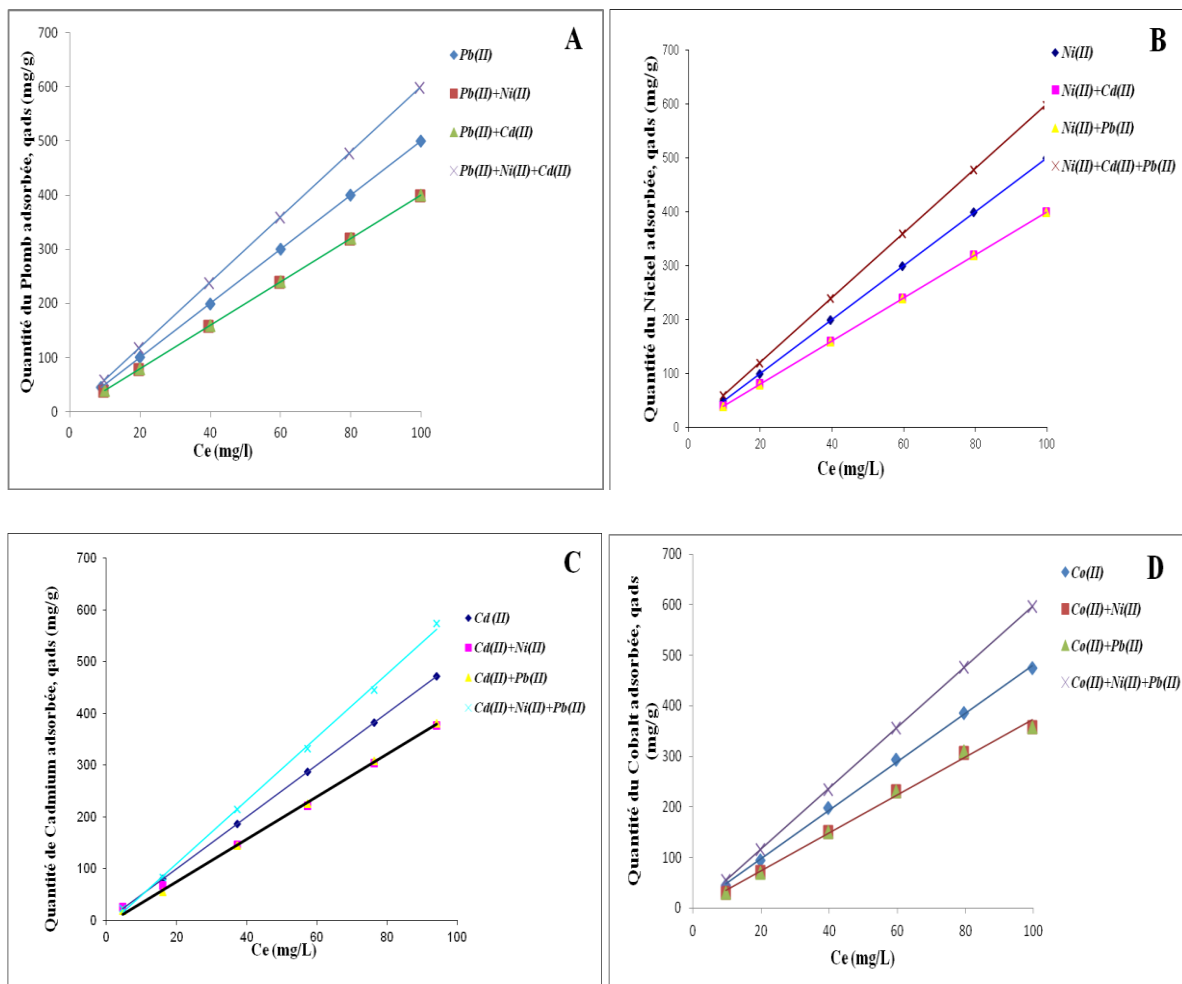 A
Quantité du Plomb adsorbée, qads (mg/g)
700
600
500
400
300
200
100
0
0 20 40 60 80 100
Ce (mg/l)
Pb(II)
Pb(II)+Ni(II)
Pb(II)+Cd(II)
Pb(II)+Ni(II)+Cd(II)
B
Quantité du Nickel adsorbée, qads (mg/g)
700
600
500
400
300
200
100
0
0 20 40 60 80 100
Ce (mg/L)
Ni(II)
Ni(II)+Cd(II)
Ni(II)+Pb(II)
Ni(II)+Cd(II)+Pb(II)
C
Quantité de Cadmium adsorbée, qads (mg/g)
700
600
500
400
300
200
100
0
0 20 40 60 80 100
Ce (mg/L)
Cd (II)
Cd(II)+Ni(II)
Cd(II)+Pb(II)
Cd(II)+Ni(II)+Pb(II)
D
Quantité du Cobalt adsorbée, qads
(mg/g)
700
600
500
400
300
200
100
0
0 20 40 60 80 100
Ce (mg/L)
Co(II)
Co(II)+Ni(II)
Co(II)+Pb(II)
Co(II)+Ni(II)+Pb(II)